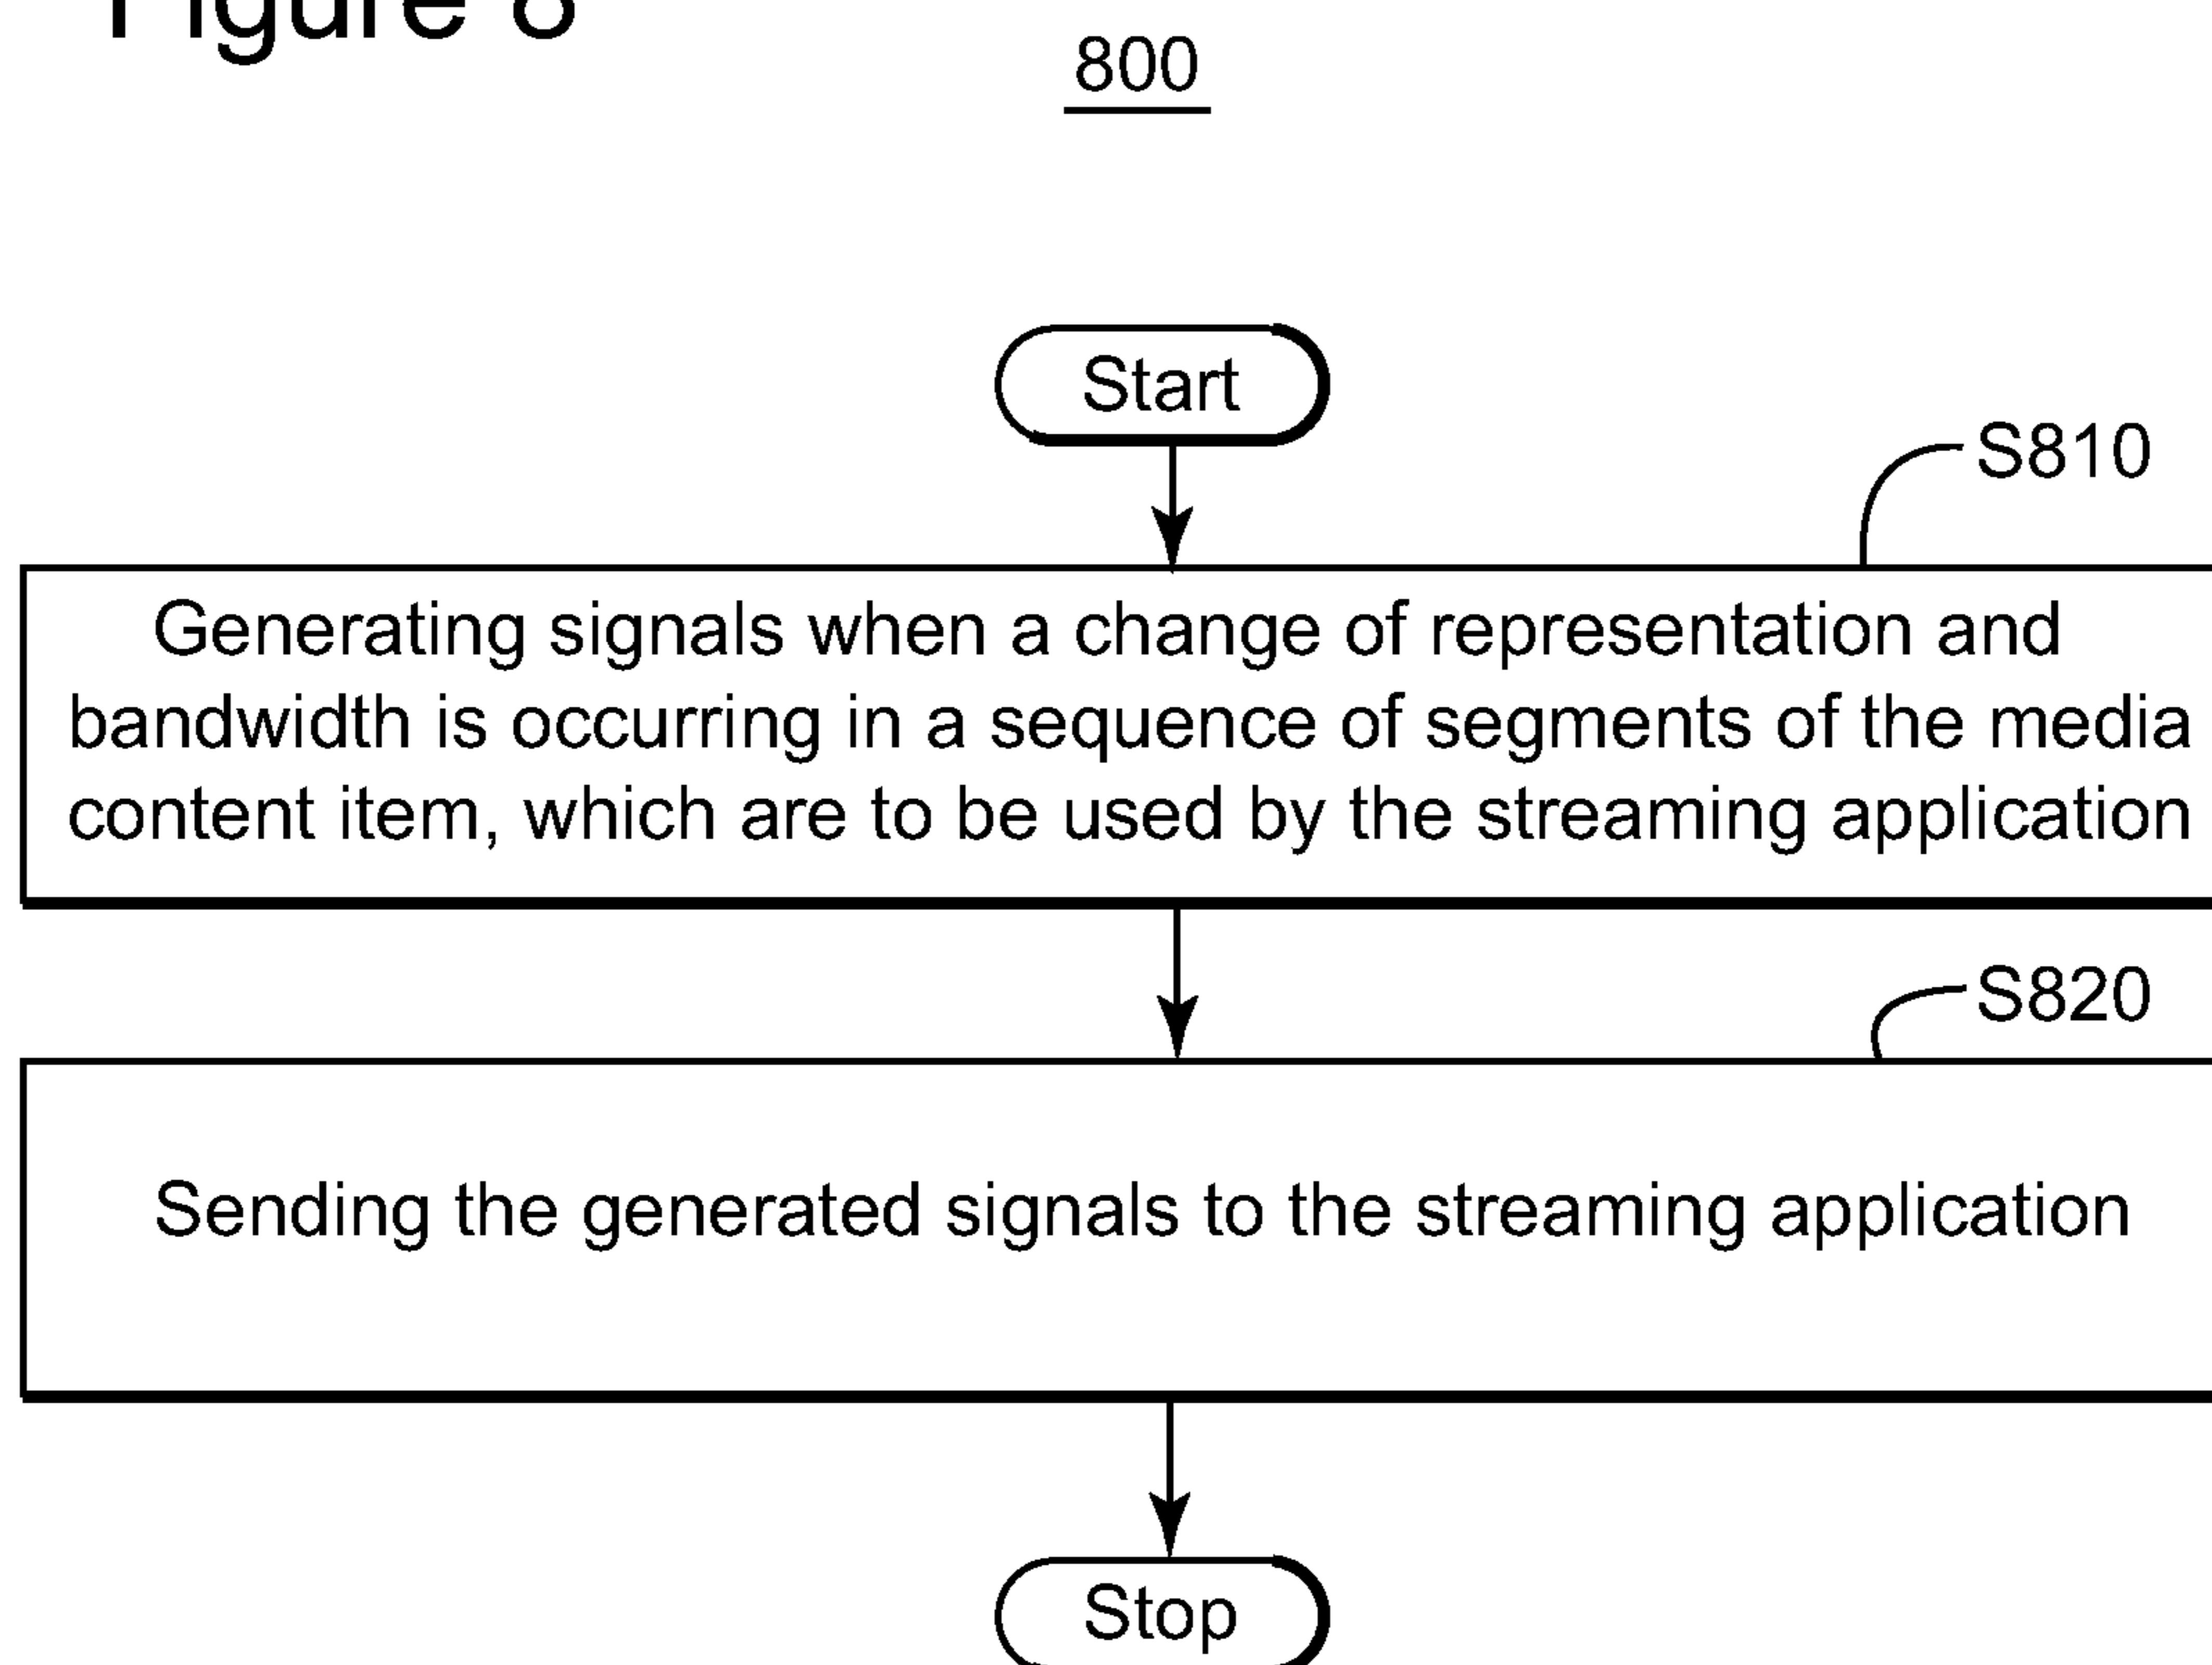 Figure 8
800
Start
S810
Generating signals when a change of representation and
bandwidth is occurring in a sequence of segments of the media
content item, which are to be used by the streaming application
S820
Sending the generated signals to the streaming application
Stop